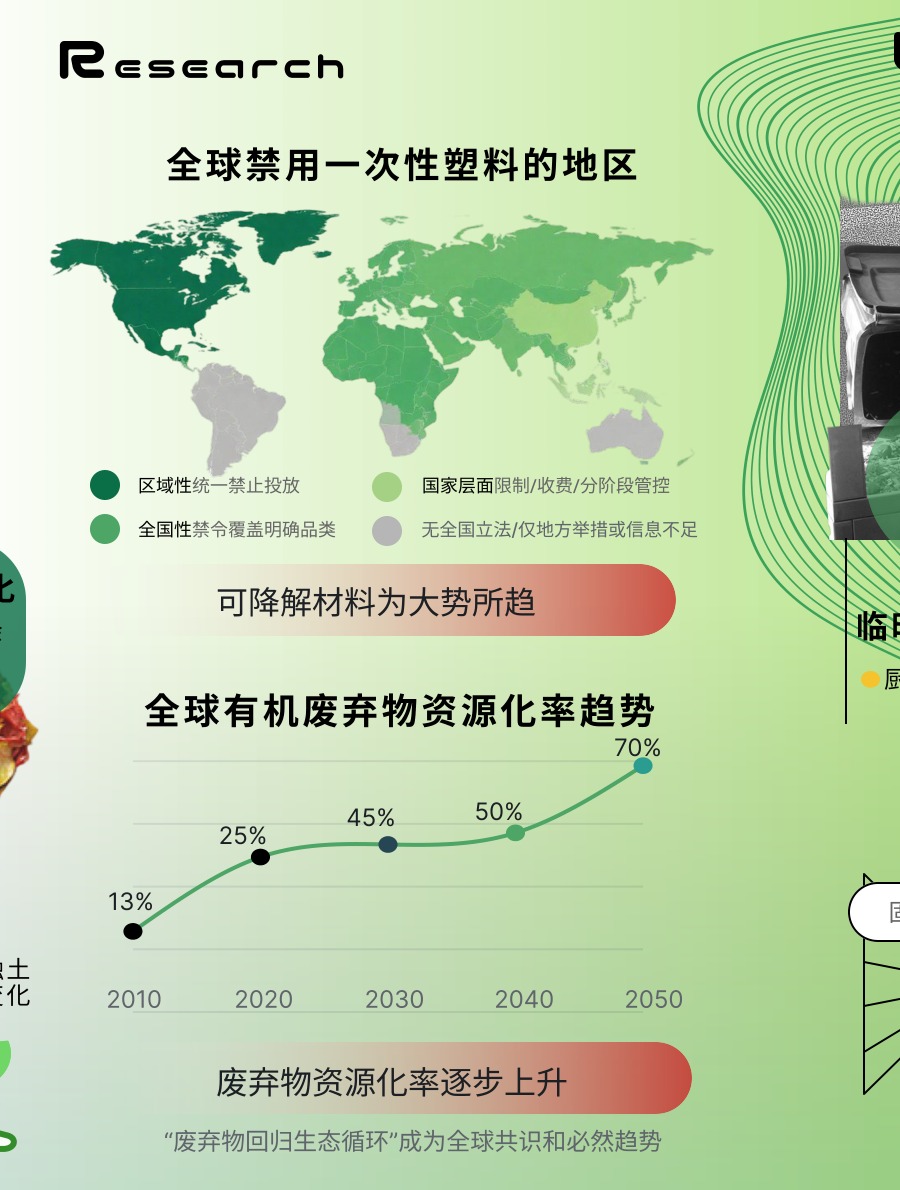 Research
全球禁用一次性塑料的地区
区域性统一禁止投放
国家层面限制/收费/分阶段管控
全国性禁令覆盖明确品类
无全国立法/仅地方举措或信息不足
可降解材料为大势所趋
化
全球有机废弃物资源化率趋势
临
70%
50%
45%
25%
13%
土
化
2010 2020 2030 2040 2050
废弃物资源化率逐步上升
“废弃物回归生态循环”成为全球共识和必然趋势